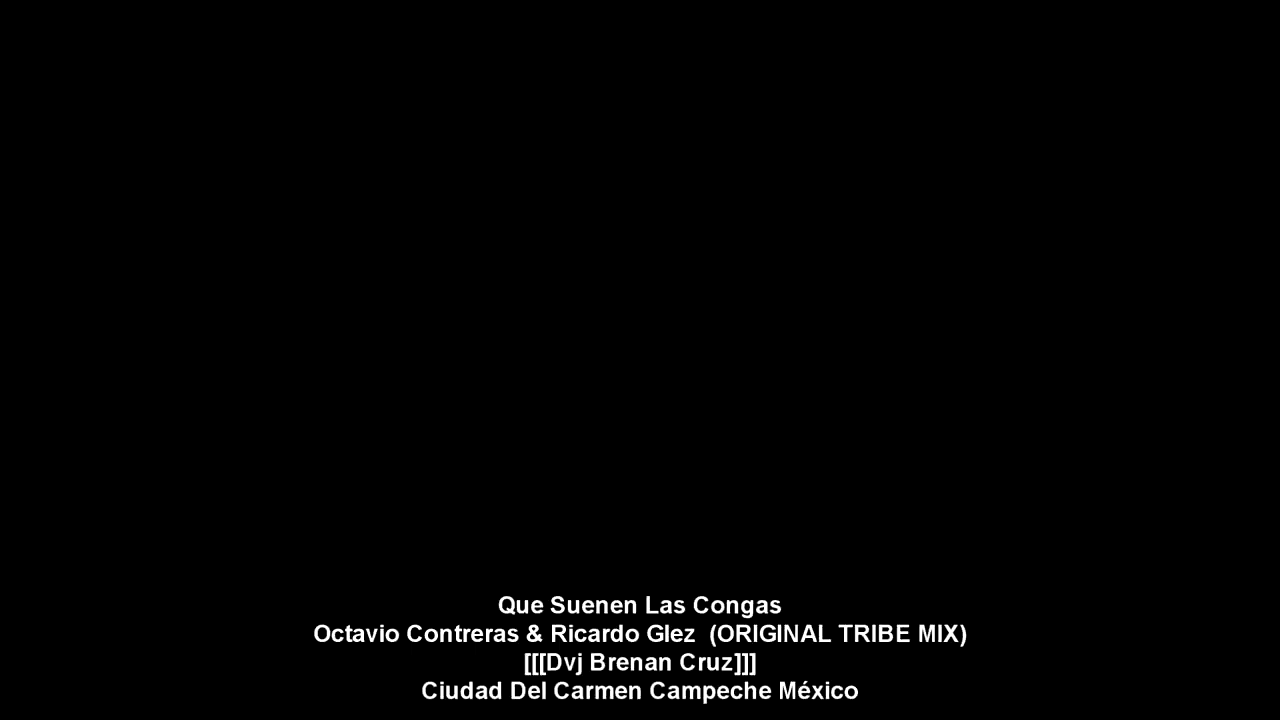 Que Suenen Las Congas
Octavio Contreras & Ricardo Glez  (ORIGINAL TRIBE MIX)
[[[Dvj Brenan Cruz]]]
Ciudad Del Carmen Campeche México